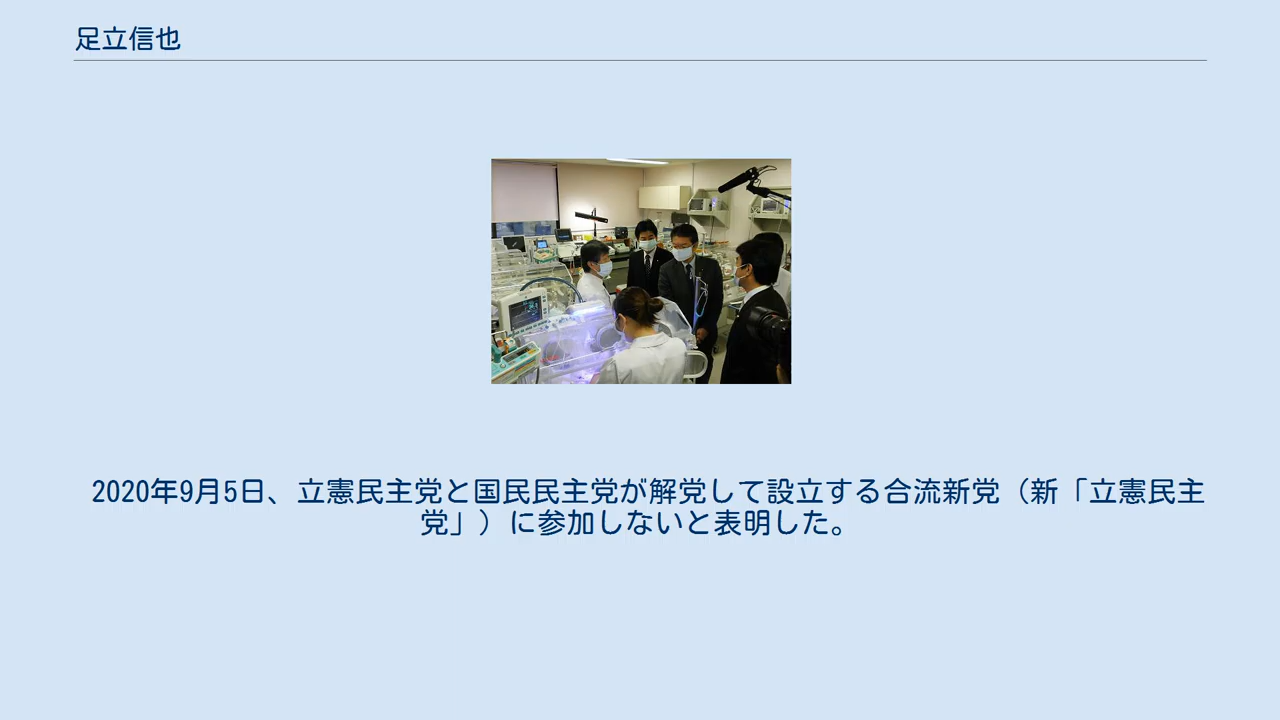 足立信也
2020年9月5日、立憲民主党と国民民主党が解党して設立する合流新党（新「立憲民主
党」）に参加しないと表明した。